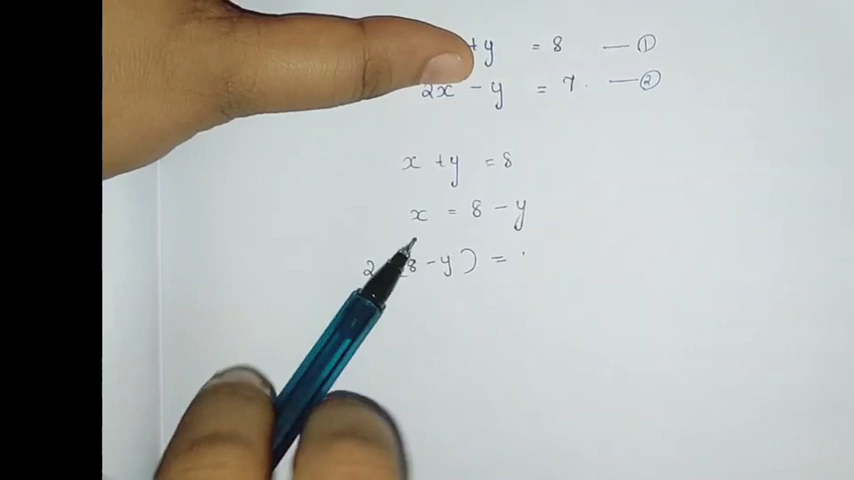 +y = 8 — ①
2x - y = 7 — ②
x + y = 8
x = 8 - y
2 (8 - y) =